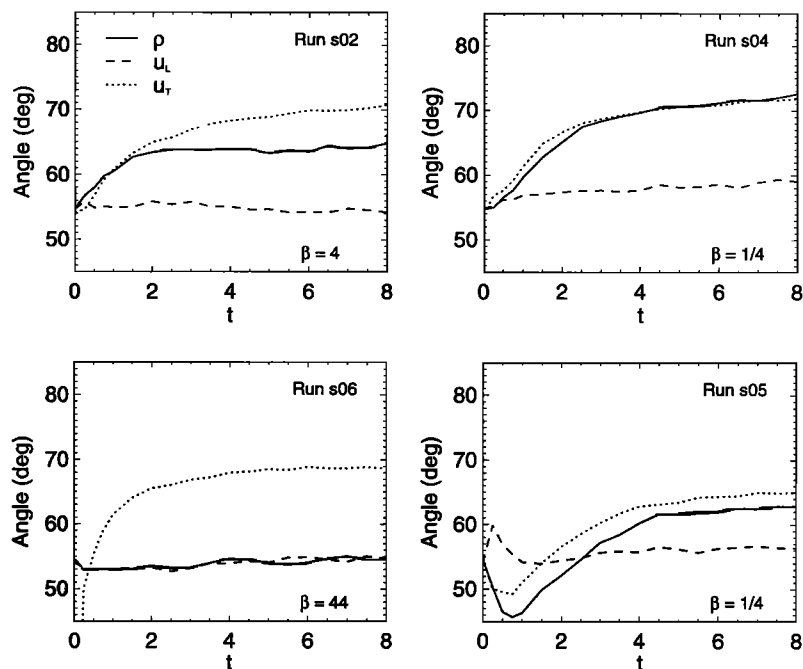 80
70
60
50
Angle (deg)
ρ
u_L
u_T
Run s02
β = 4
0 2 4 6 8
t
80
70
60
50
Angle (deg)
Run s04
β = 1/4
0 2 4 6 8
t
80
70
60
50
Angle (deg)
Run s06
β = 44
0 2 4 6 8
t
80
70
60
50
Angle (deg)
Run s05
β = 1/4
0 2 4 6 8
t